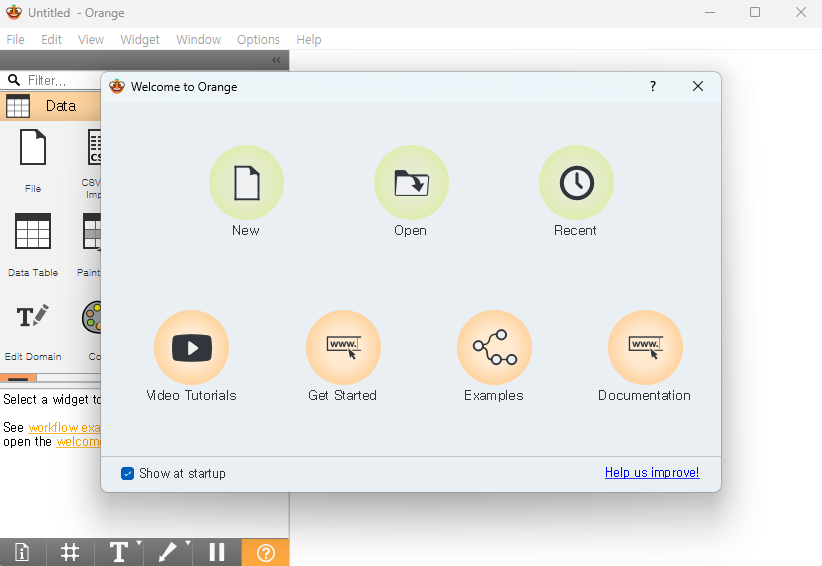 Untitled - Orange
File Edit View Widget Window Options Help
Filter...
Welcome to Orange
?
Data
File
CSV
Imp
Data Table
Paint
Edit Domain
Co
New
Open
Recent
www.
www.
Video Tutorials
Get Started
Examples
Documentation
Select a widget to
See workflow exa
open the welcom
Show at startup
Help us improve!
T
?